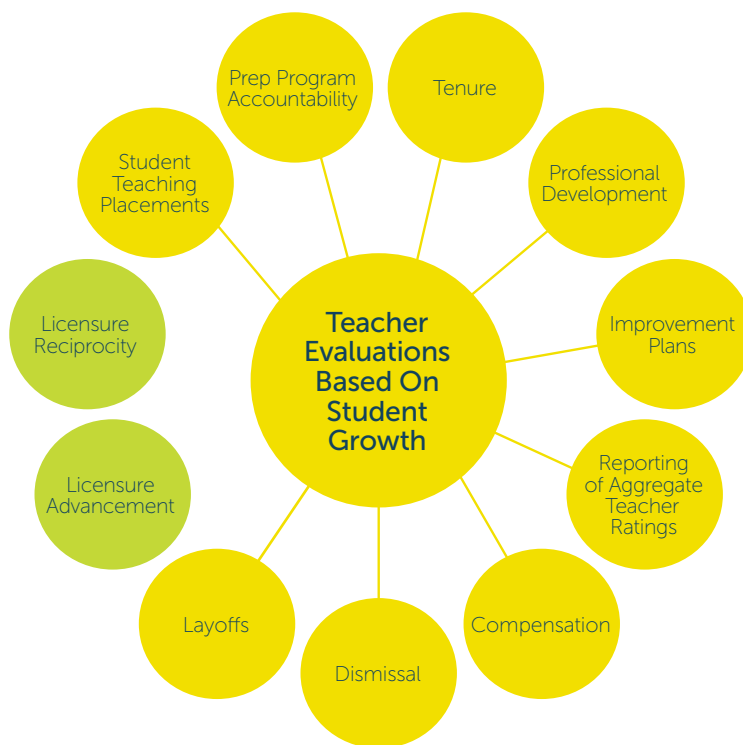 Prep Program
Accountability
Tenure
Student
Teaching
Placements
Professional
Development
Licensure
Reciprocity
Teacher
Evaluations
Based On
Student
Growth
Improvement
Plans
Licensure
Advancement
Reporting
of Aggregate
Teacher
Ratings
Layoffs
Compensation
Dismissal